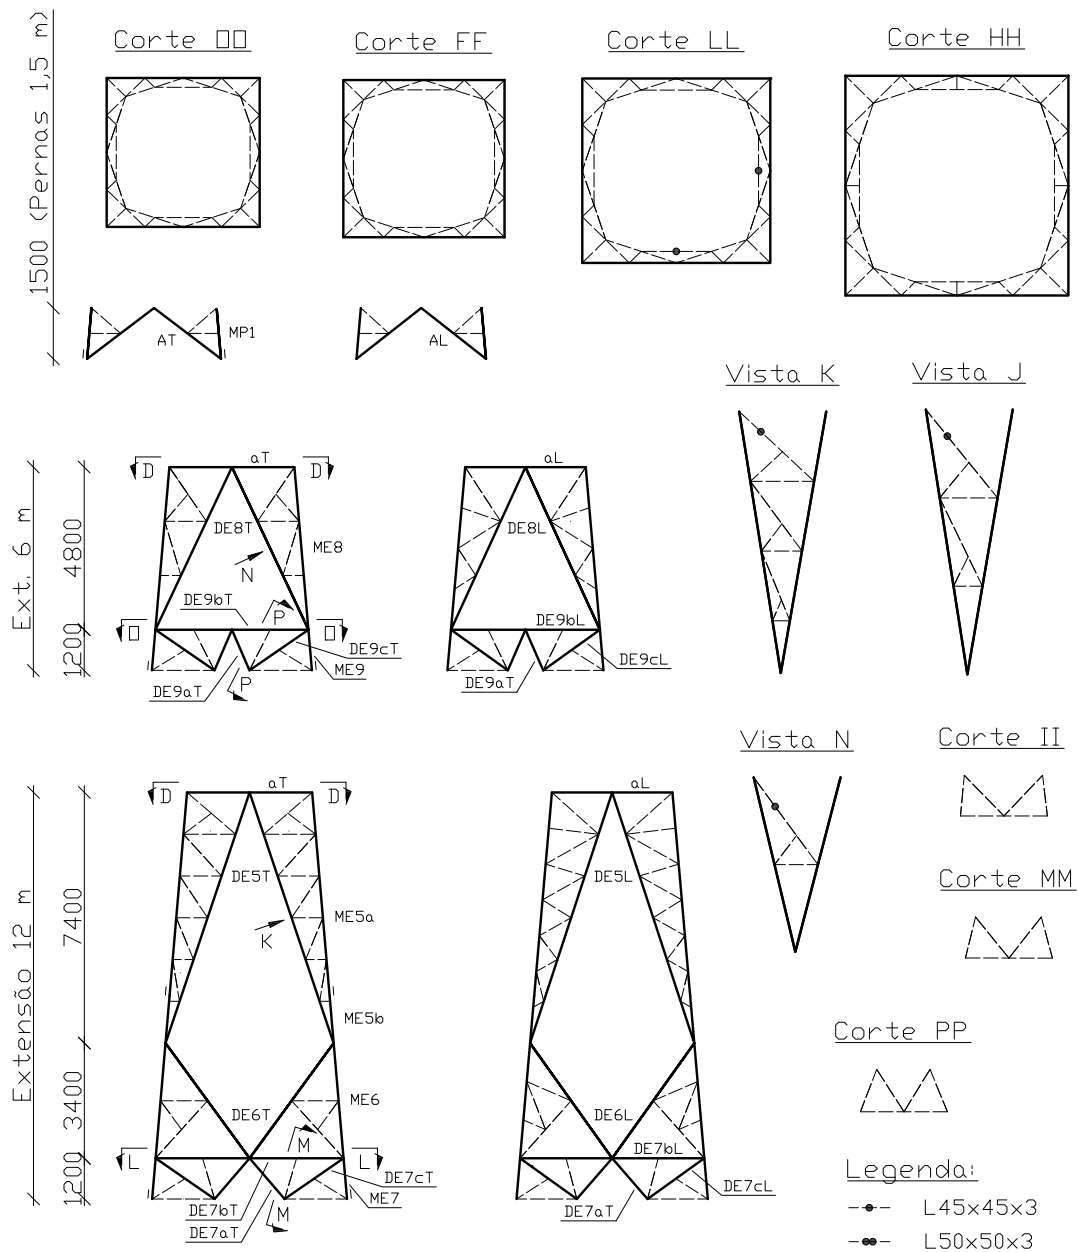 1500 (Pernas 1,5 m)
Corte OO
Corte FF
Corte LL
Corte HH
AT
MP1
AL
Vista K
Vista J
Ext. 6 m
4800
1200
D
aT
D
DE8T
ME8
N
DE9bT
P
O
O
DE9cT
ME9
DE9aT
P
aL
DE8L
DE9bL
DE9cL
DE9aT
Vista N
Corte II
Corte MM
Corte PP
Extensão 12 m
7400
3400
1200
D
aT
D
DE5T
ME5a
K
ME5b
ME6
DE6T
M
L
L
DE7cT
ME7
DE7bT
M
DE7aT
aL
DE5L
DE6L
DE7bL
DE7cL
DE7aT
Legenda:
L45x45x3
L50x50x3